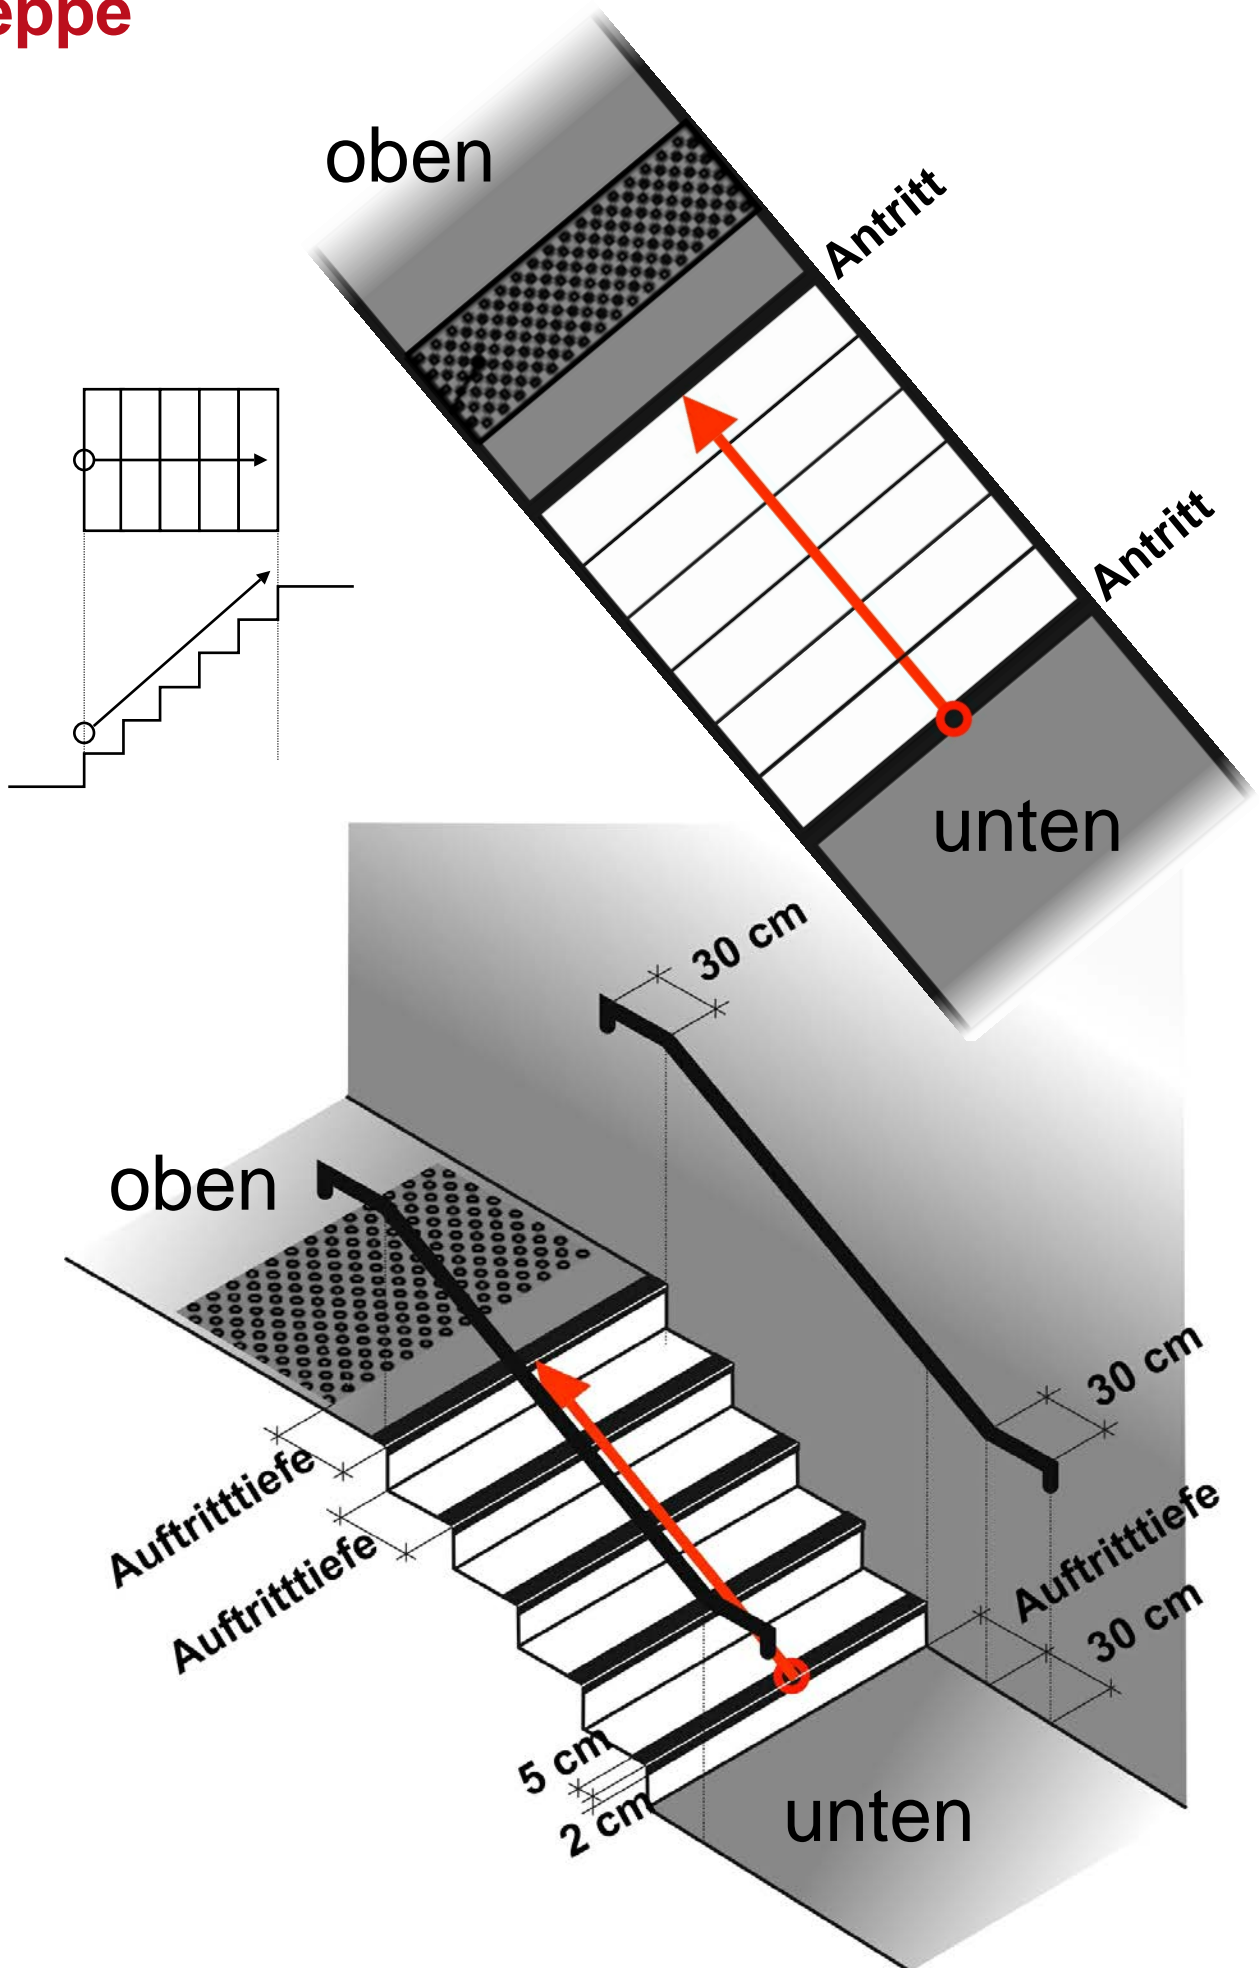 eppe
oben
Antritt
Antritt
unten
30 cm
oben
30 cm
Auftritttiefe
Auftritttiefe
Auftritttiefe
30 cm
5 cm
2 cm
unten